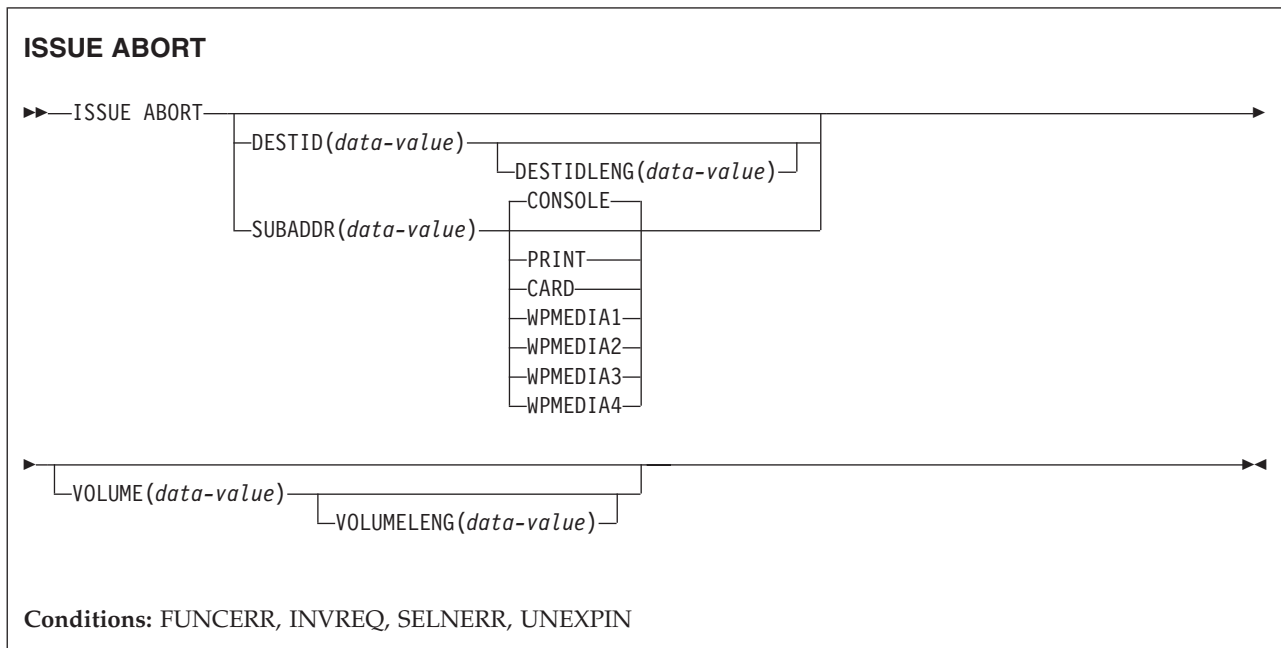 ISSUE ABORT
ISSUE ABORT
DESTID(data-value)
DESTIDLENG(data-value)
CONSOLE
SUBADDR(data-value)
PRINT
CARD
WPMEDIA1
WPMEDIA2
WPMEDIA3
WPMEDIA4
VOLUME(data-value)
VOLUMELENG(data-value)
Conditions: FUNCERR, INVREQ, SELNERR, UNEXPIN